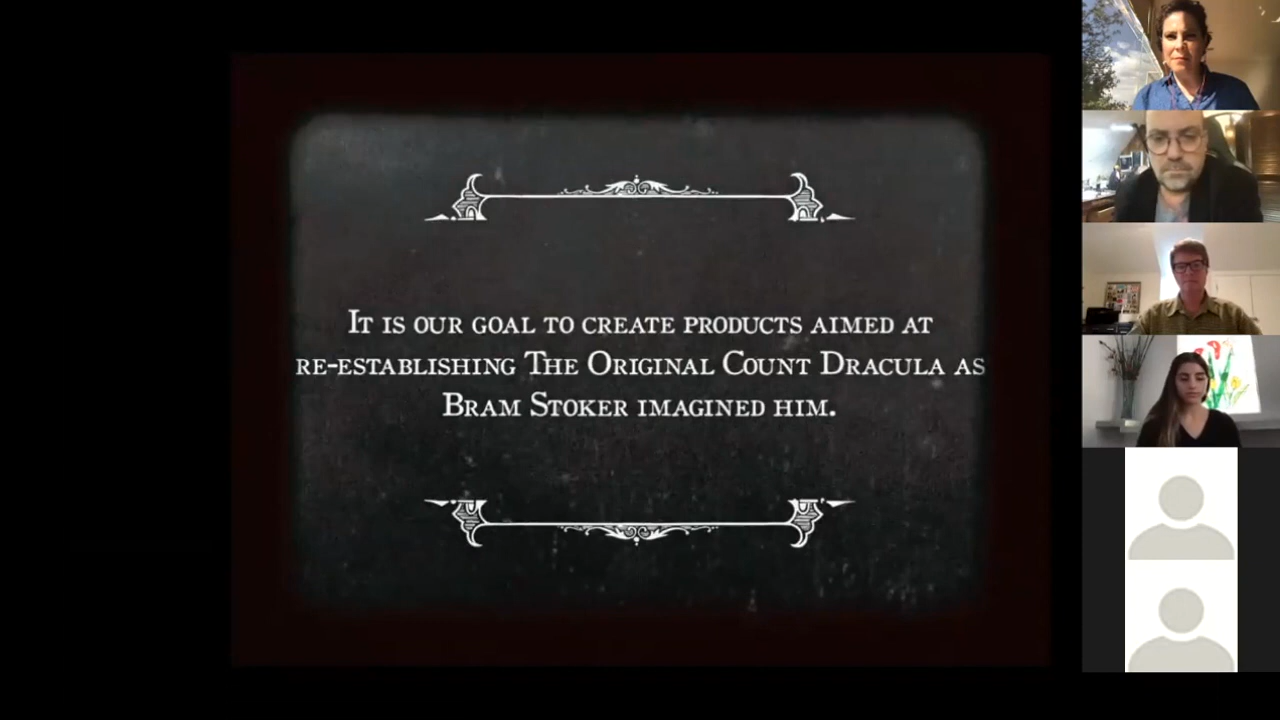 It is our goal to create products aimed at
re-establishing The Original Count Dracula as
Bram Stoker imagined him.